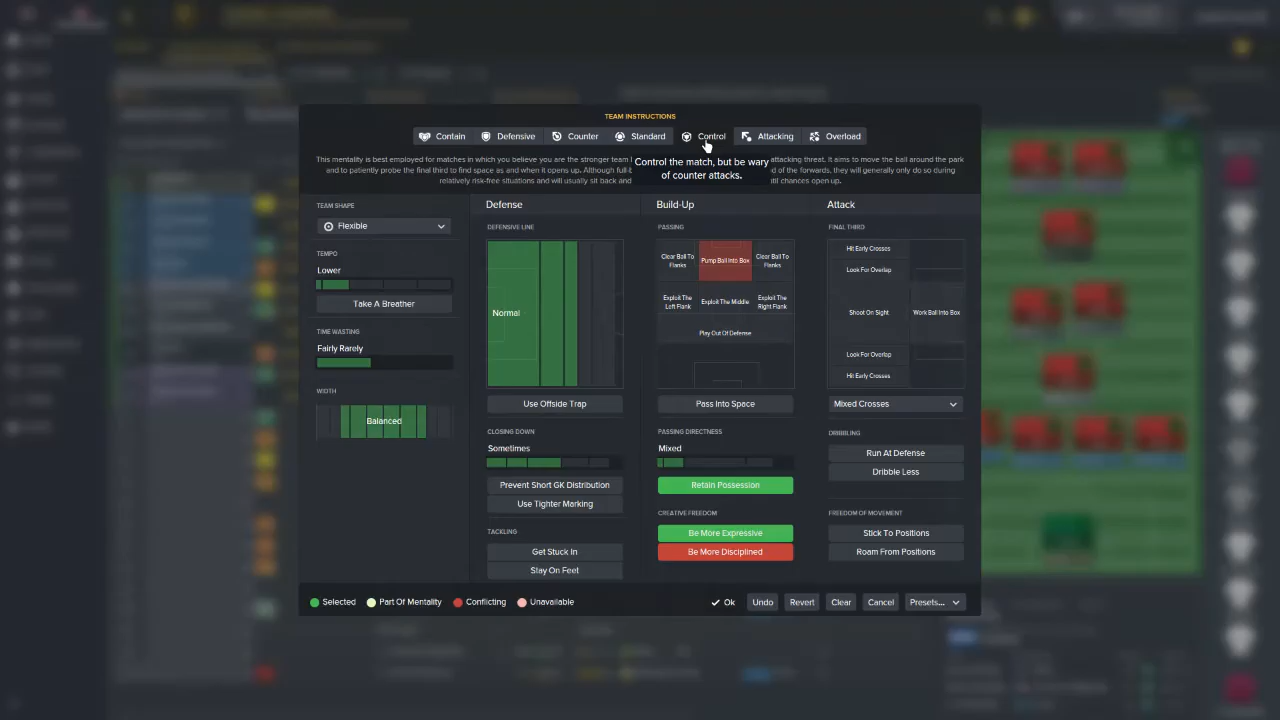 TEAM INSTRUCTIONS
Contain Defensive Counter Standard Control Attacking Overload
This mentality is best employed for matches in which you believe you are the stronger team attacking threat. It aims to move the ball around the park
and to patiently probe the final third to find space as and when it opens up. Although full- of the forwards, they will generally only do so during
relatively risk-free situations and will usually sit back and chances open up.
Control the match, but be wary
of counter attacks.
TEAM SHAPE
Flexible
TEMPO
Lower
Take A Breather
TIME WASTING
Fairly Rarely
WIDTH
Balanced
Defense
DEFENSIVE LINE
Normal
Use Offside Trap
CLOSING DOWN
Sometimes
Prevent Short GK Distribution
Use Tighter Marking
TACKLING
Get Stuck In
Stay On Feet
Build-Up
PASSING
Clear Ball To
Flanks
Pump Ball Into Box
Clear Ball To
Flanks
Exploit The
Left Flank
Exploit The Middle
Exploit The
Right Flank
Play Out Of Defense
Pass Into Space
PASSING DIRECTNESS
Mixed
Retain Possession
CREATIVE FREEDOM
Be More Expressive
Be More Disciplined
Attack
FINAL THIRD
Hit Early Crosses
Look For Overlap
Shoot On Sight
Work Ball Into Box
Look For Overlap
Hit Early Crosses
Mixed Crosses
DRIBBLING
Run At Defense
Dribble Less
FREEDOM OF MOVEMENT
Stick To Positions
Roam From Positions
Selected Part Of Mentality Conflicting Unavailable
Ok Undo Revert Clear Cancel Presets...